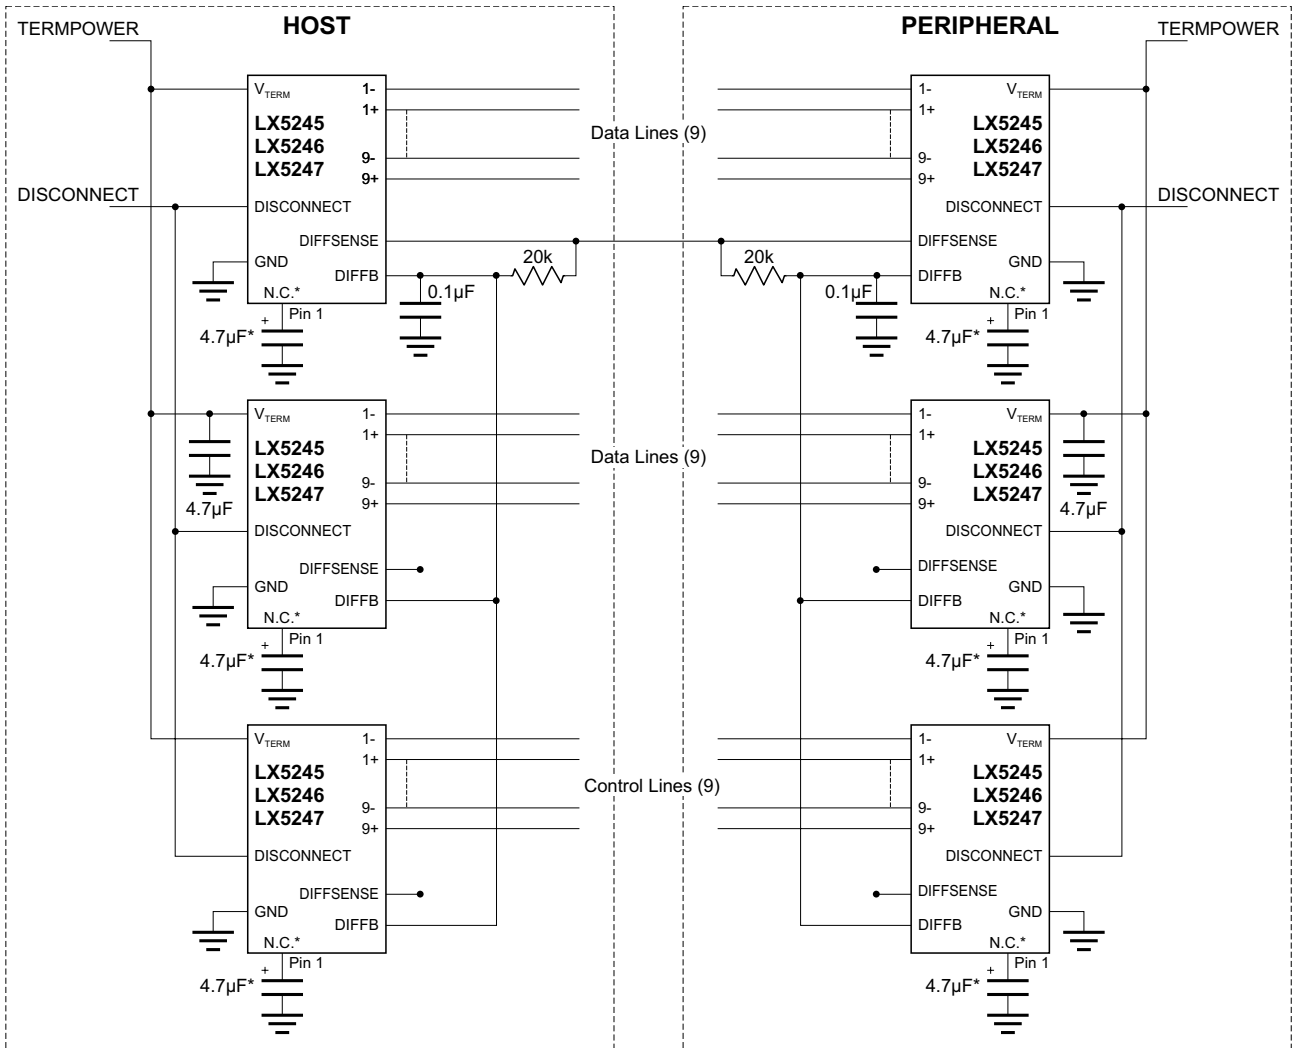 TERMPOWER
HOST
PERIPHERAL
TERMPOWER
V_TERM
1-
1+
LX5245
LX5246
LX5247
9-
9+
DISCONNECT
DISCONNECT
DIFFSENSE
GND
DIFFB
N.C.*
Pin 1
4.7µF*
+
0.1µF
20k
Data Lines (9)
1-
1+
V_TERM
LX5245
LX5246
LX5247
9-
9+
DISCONNECT
DISCONNECT
DIFFSENSE
GND
DIFFB
N.C.*
Pin 1
4.7µF*
+
0.1µF
20k
V_TERM
1-
1+
LX5245
LX5246
LX5247
9-
9+
4.7µF
DISCONNECT
DIFFSENSE
GND
DIFFB
N.C.*
Pin 1
4.7µF*
+
Data Lines (9)
1-
1+
V_TERM
LX5245
LX5246
LX5247
9-
9+
4.7µF
DISCONNECT
DIFFSENSE
GND
DIFFB
N.C.*
Pin 1
4.7µF*
+
V_TERM
1-
1+
LX5245
LX5246
LX5247
9-
9+
DISCONNECT
DIFFSENSE
GND
DIFFB
N.C.*
Pin 1
4.7µF*
+
Control Lines (9)
1-
1+
V_TERM
LX5245
LX5246
LX5247
9-
9+
DISCONNECT
DIFFSENSE
GND
DIFFB
N.C.*
Pin 1
4.7µF*
+